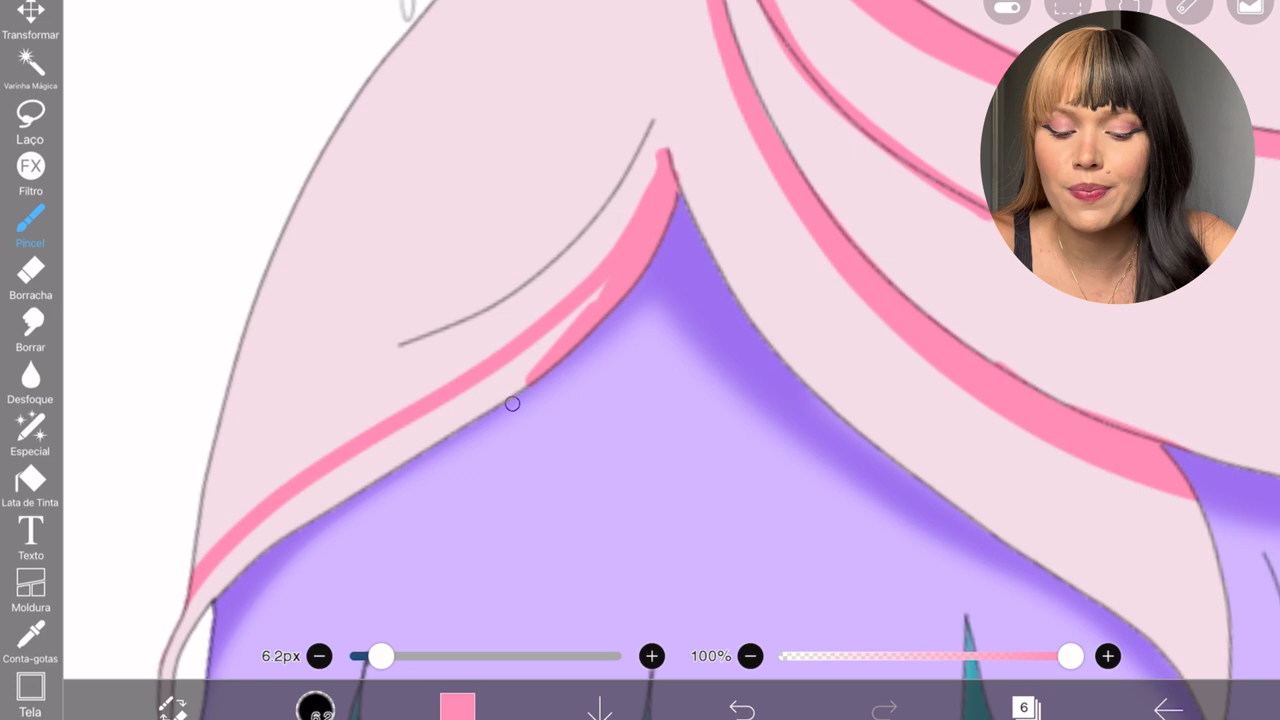 Transformar
Varinha Mágica
Laço
FX
Filtro
Pincel
Borracha
Borrar
Desfoque
Especial
Lata de Tinta
T
Texto
Moldura
Conta-gotas
Tela
6.2px
100%
6